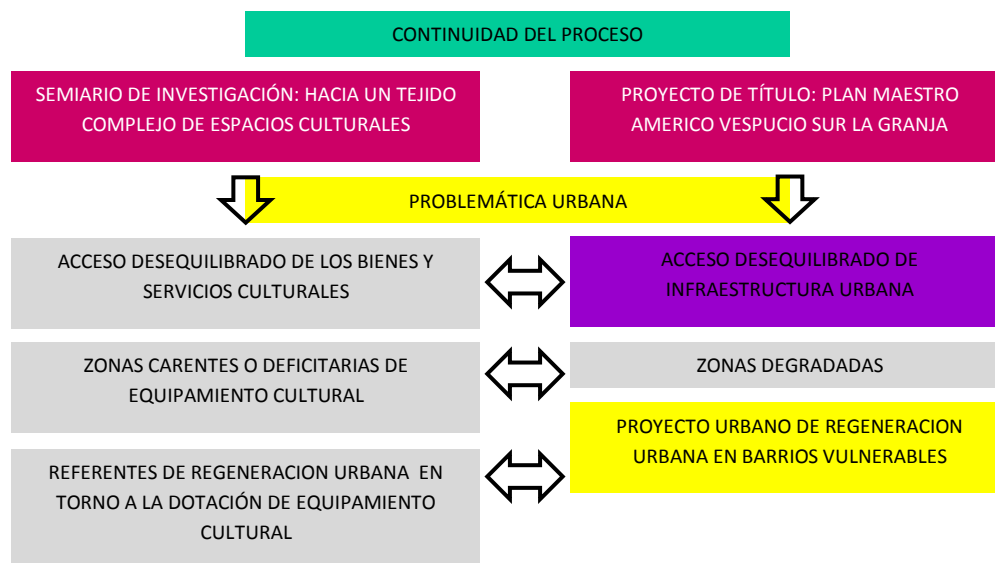 CONTINUIDAD DEL PROCESO
SEMIARIO DE INVESTIGACIÓN: HACIA UN TEJIDO
COMPLEJO DE ESPACIOS CULTURALES
PROYECTO DE TÍTULO: PLAN MAESTRO
AMERICO VESPUCIO SUR LA GRANJA
PROBLEMÁTICA URBANA
ACCESO DESEQUILIBRADO DE LOS BIENES Y
SERVICIOS CULTURALES
ACCESO DESEQUILIBRADO DE
INFRAESTRUCTURA URBANA
ZONAS CARENTES O DEFICITARIAS DE
EQUIPAMIENTO CULTURAL
ZONAS DEGRADADAS
REFERENTES DE REGENERACION URBANA EN
TORNO A LA DOTACIÓN DE EQUIPAMIENTO
CULTURAL
PROYECTO URBANO DE REGENERACION
URBANA EN BARRIOS VULNERABLES